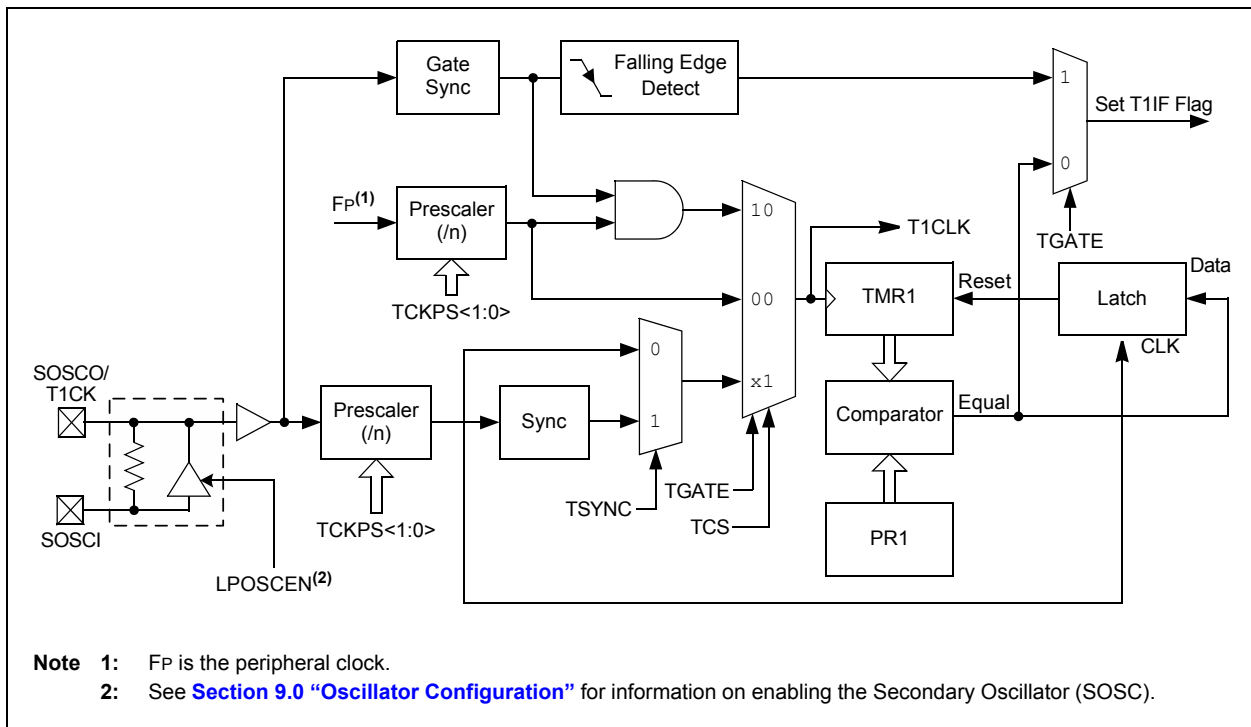 Gate
Sync
Falling Edge
Detect
1
Set T1IF Flag
0
FP(1)
Prescaler
(/n)
10
T1CLK
TGATE
Data
TCKPS<1:0>
00
TMR1
Reset
Latch
CLK
SOSCO/
T1CK
0
x1
Prescaler
(/n)
Sync
1
Comparator
Equal
SOSCI
TCKPS<1:0>
TSYNC
TGATE
TCS
PR1
LPOSCEN(2)
Note 1: FP is the peripheral clock.
2: See Section 9.0 “Oscillator Configuration” for information on enabling the Secondary Oscillator (SOSC).